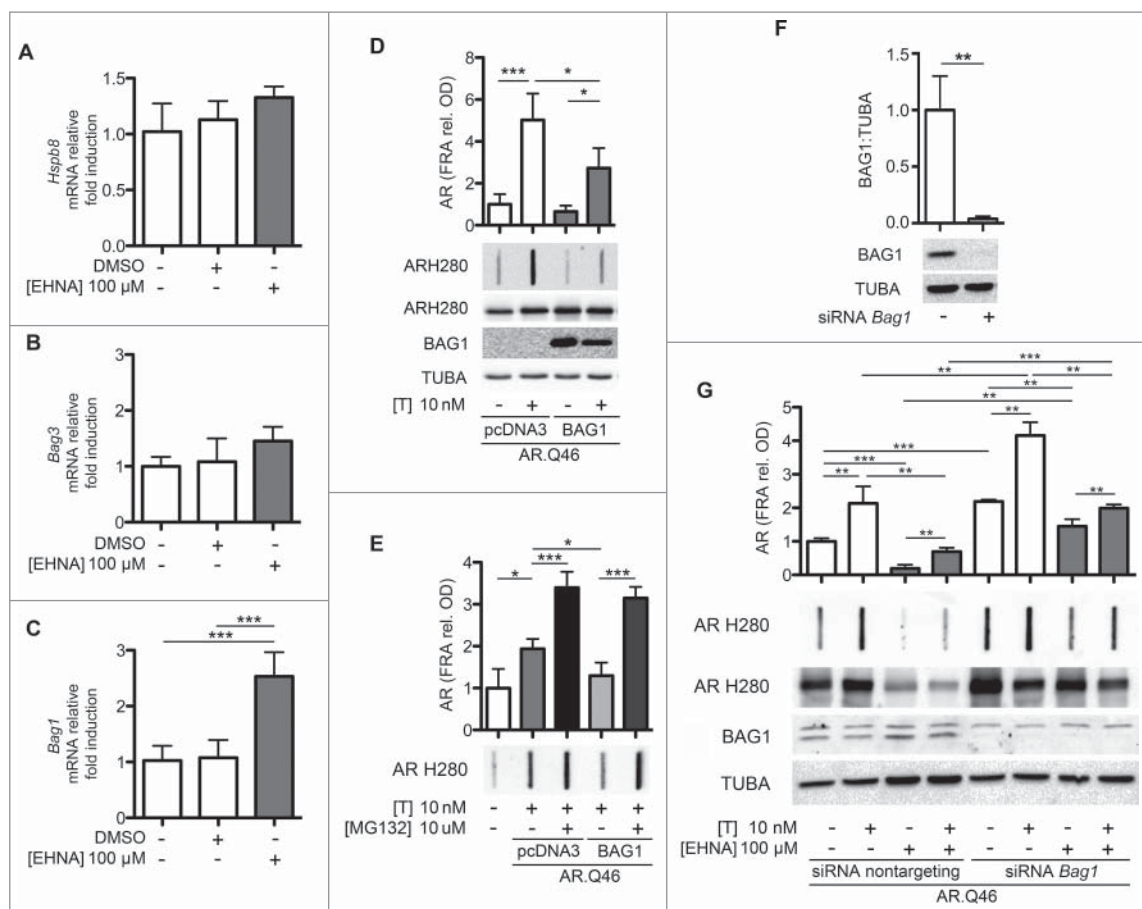 A
Hspb8
mRNA relative
fold induction
1.5
1.0
0.5
0.0
DMSO - + -
[EHNA] 100 µM - - +
B
Bag3
mRNA relative
fold induction
3
2
1
0
DMSO - + -
[EHNA] 100 µM - - +
C
Bag1
mRNA relative
fold induction
3
2
1
0
***
***
DMSO - + -
[EHNA] 100 µM - - +
D
AR (FRA rel. OD)
8
6
4
2
0
*** *
*
ARH280
ARH280
BAG1
TUBA
[T] 10 nM - + - +
pcDNA3 BAG1
AR.Q46
E
AR (FRA rel. OD)
4
3
2
1
0
*
* *** ***
AR H280
[T] 10 nM - + + + +
[MG132] 10 uM - - + - +
pcDNA3 BAG1
AR.Q46
F
BAG1:TUBA
1.5
1.0
0.5
0.0
**
BAG1
TUBA
siRNA Bag1 - +
G
AR (FRA rel. OD)
5
4
3
2
1
0
***
** **
**
** **
***
***
** ** **
**
AR H280
AR H280
BAG1
TUBA
[T] 10 nM - + - + - + - +
[EHNA] 100 µM - - + + - - + +
siRNA nontargeting siRNA Bag1
AR.Q46